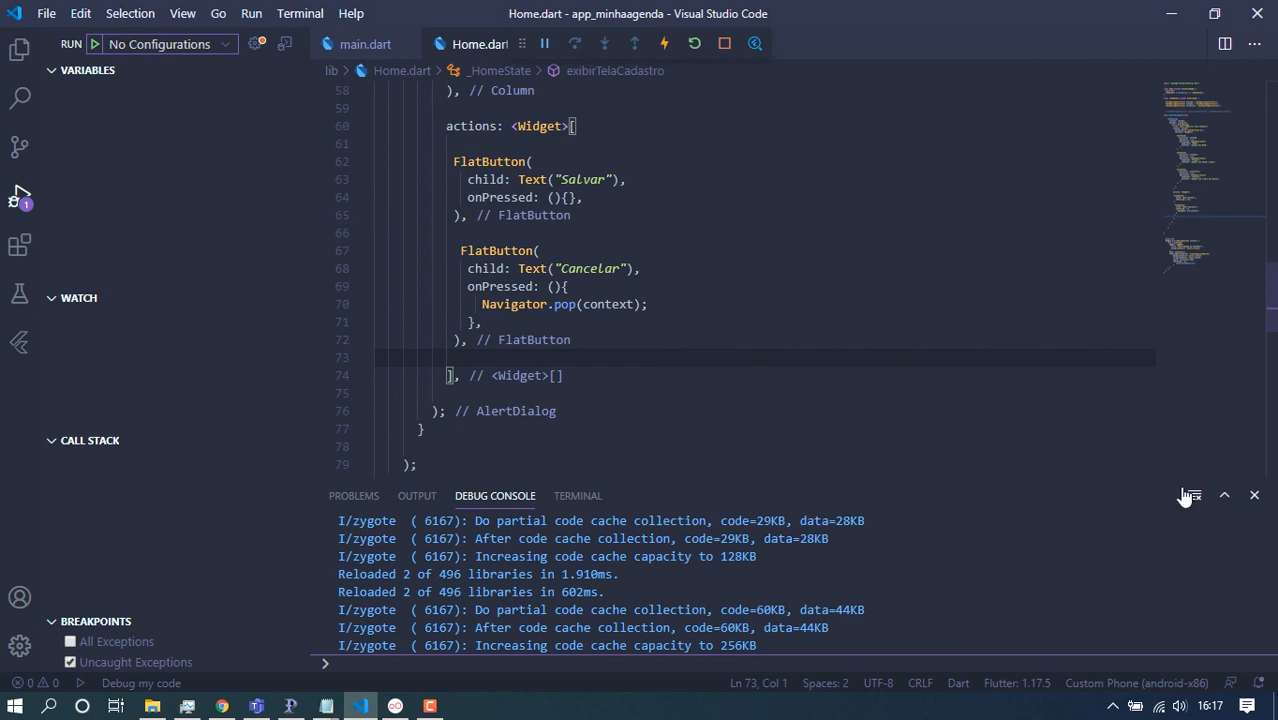 File Edit Selection View Go Run Terminal Help Home.dart - app_minhaagenda - Visual Studio Code
RUN No Configurations main.dart Home.dart
VARIABLES
lib > Home.dart > _HomeState > exibirTelaCadastro
58 ), // Column
59
60 actions: <Widget>[
61
62 FlatButton(
63 child: Text("Salvar"),
64 onPressed: (){},
65 ), // FlatButton
66
67 FlatButton(
68 child: Text("Cancelar"),
69 onPressed: (){
70 Navigator.pop(context);
71 },
72 ), // FlatButton
73
74 ], // <Widget>[]
75
76 ); // AlertDialog
77 }
78
79 );
1
WATCH
CALL STACK
BREAKPOINTS
All Exceptions
Uncaught Exceptions
PROBLEMS OUTPUT DEBUG CONSOLE TERMINAL
I/zygote ( 6167): Do partial code cache collection, code=29KB, data=28KB
I/zygote ( 6167): After code cache collection, code=29KB, data=28KB
I/zygote ( 6167): Increasing code cache capacity to 128KB
Reloaded 2 of 496 libraries in 1.910ms.
Reloaded 2 of 496 libraries in 602ms.
I/zygote ( 6167): Do partial code cache collection, code=60KB, data=44KB
I/zygote ( 6167): After code cache collection, code=60KB, data=44KB
I/zygote ( 6167): Increasing code cache capacity to 256KB
>
0 0 Debug my code Ln 73, Col 1 Spaces: 2 UTF-8 CRLF Dart Flutter: 1.17.5 Custom Phone (android-x86)
16:17